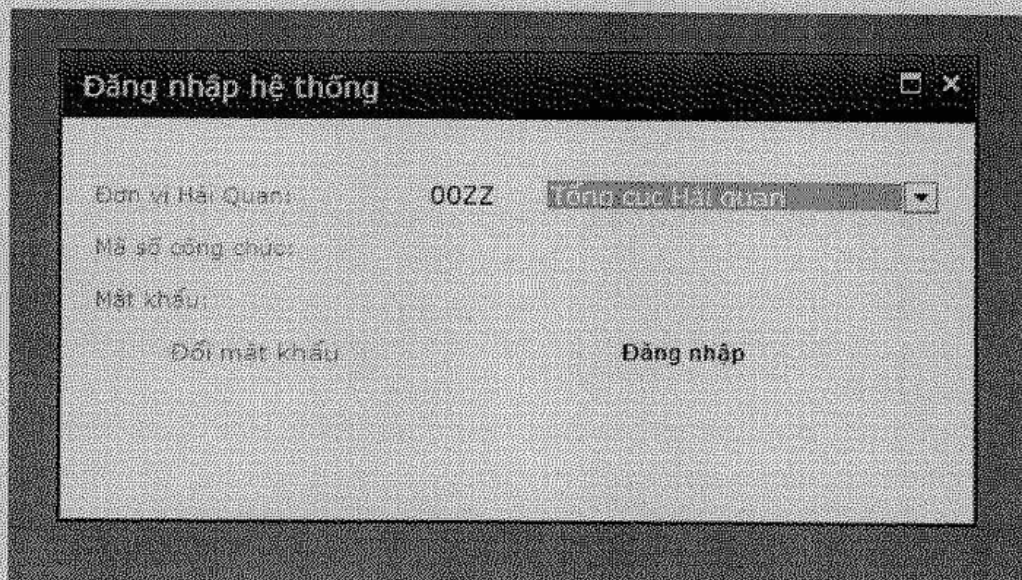 Đăng nhập hệ thống
Đơn vị Hải Quan: 00ZZ Tổng cục Hải quan
Mã số công chức:
Mật khẩu:
Đổi mật khẩu Đăng nhập